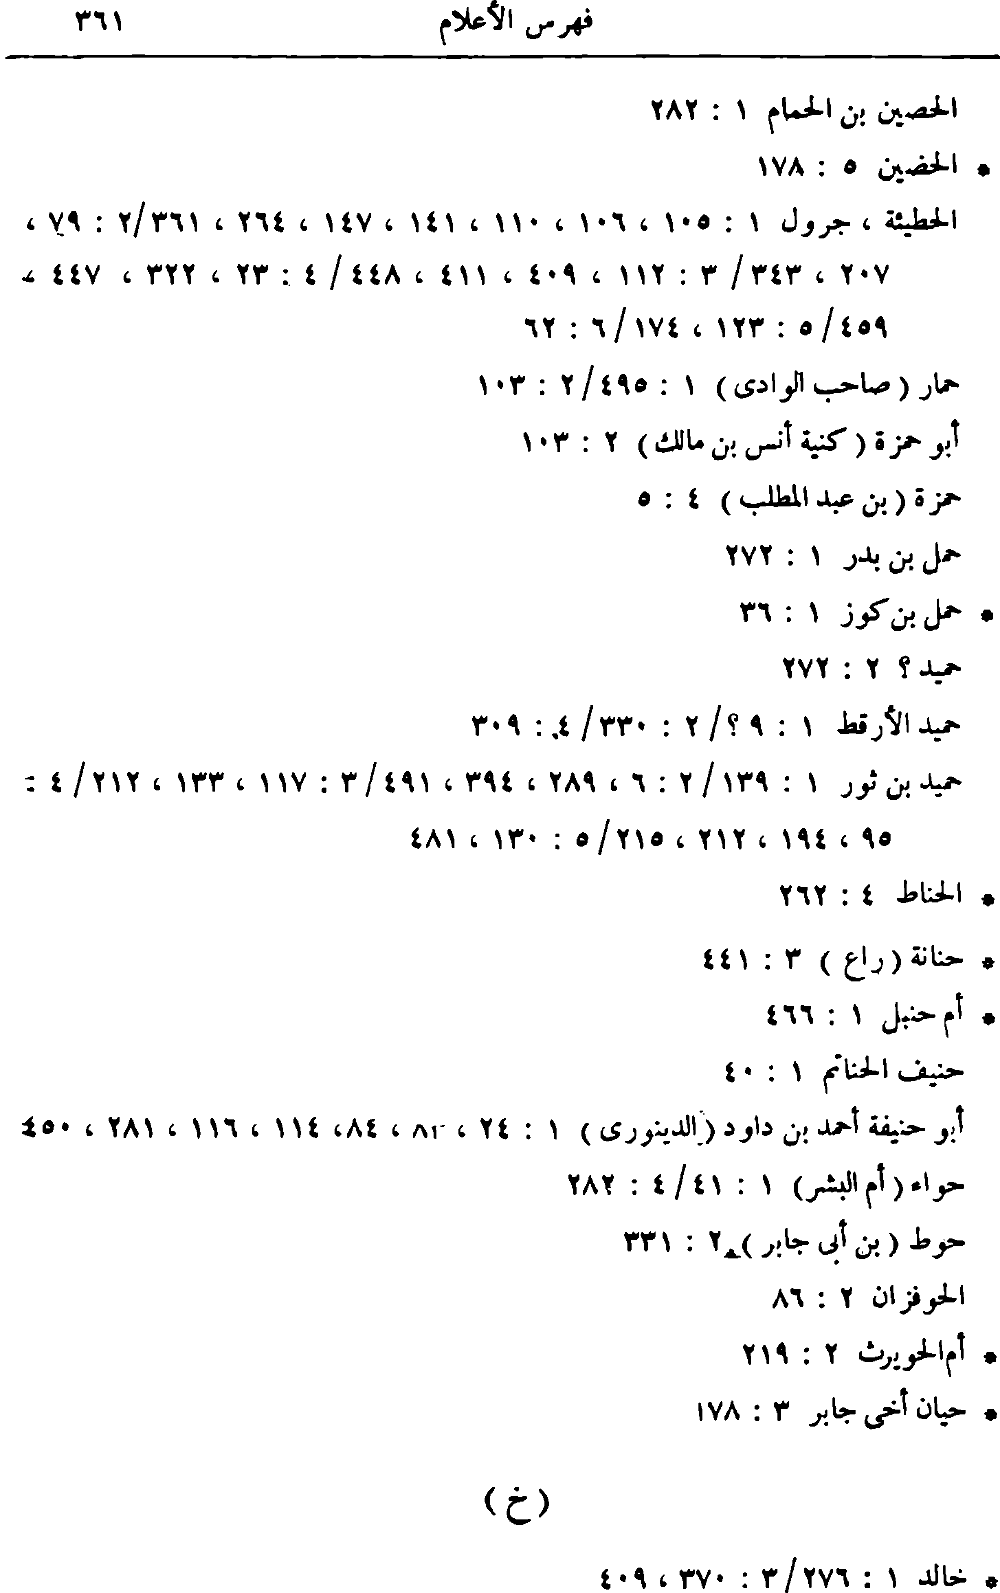 فهرس الأعلام ٣٦١
الحصين بن الحمام ١ : ٢٨٢
* الحضين ٥ : ١٧٨
الحطيئة ، جرول ١ : ١٠٥ ، ١٠٦ ، ١١٠ ، ١٤١ ، ١٤٧ ، ٢٦٤ ، ٢/٣٦١ : ٧٩ ،
٢٠٧ ، ٣٤٣/ ٣ : ١١٢ ، ٤٠٩ ، ٤١١ ، ٤٤٨/ ٤ : ٢٣ ، ٣٢٢ ، ٤٤٧ ،
٤٥٩/ ٥ : ١٢٣ ، ١٧٤/ ٦ : ٦٢
حمار ( صاحب الوادى ) ١ : ٤٩٥/ ٢ : ١٠٣
أبو حمزة ( كنية أنس بن مالك ) ٢ : ١٠٣
حمزة ( بن عبد المطلب ) ٤ : ٥
حمل بن بدر ١ : ٢٧٢
* حمل بن كوز ١ : ٣٦
حميد ؟ ٢ : ٢٧٢
حميد الأرقط ١ : ٩ ؟/ ٢ : ٣٣٠/ ٤ : ٣٠٩
حميد بن ثور ١ : ١٣٩/ ٢ : ٦ ، ٢٨٩ ، ٣٩٤ ، ٤٩١/ ٣ : ١١٧ ، ١٣٣ ، ٢١٢/ ٤ :
٩٥ ، ١٩٤ ، ٢١٢ ، ٢١٥/ ٥ : ١٣٠ ، ٤٨١
* الحناط ٤ : ٢٦٢
* حنانة ( راع ) ٣ : ٤٤١
* أم حنبل ١ : ٤٦٦
حنيف الحناتم ١ : ٤٠
أبو حنيفة أحمد بن داود ( الدينورى ) ١ : ٢٤ ، ٨٢ ، ٨٤ ، ١١٤ ، ١١٦ ، ٢٨١ ، ٤٥٠
حواء ( أم البشر ) ١ : ٤١/ ٤ : ٢٨٢
حوط ( بن أبى جابر ) ٢ : ٣٣١
الحوفزان ٢ : ٨٦
* أم الحويرث ٢ : ٢١٩
* حيان أخى جابر ٣ : ١٧٨
( خ )
* خالد ١ : ٢٧٦/ ٣ : ٣٧٠ ، ٤٠٩